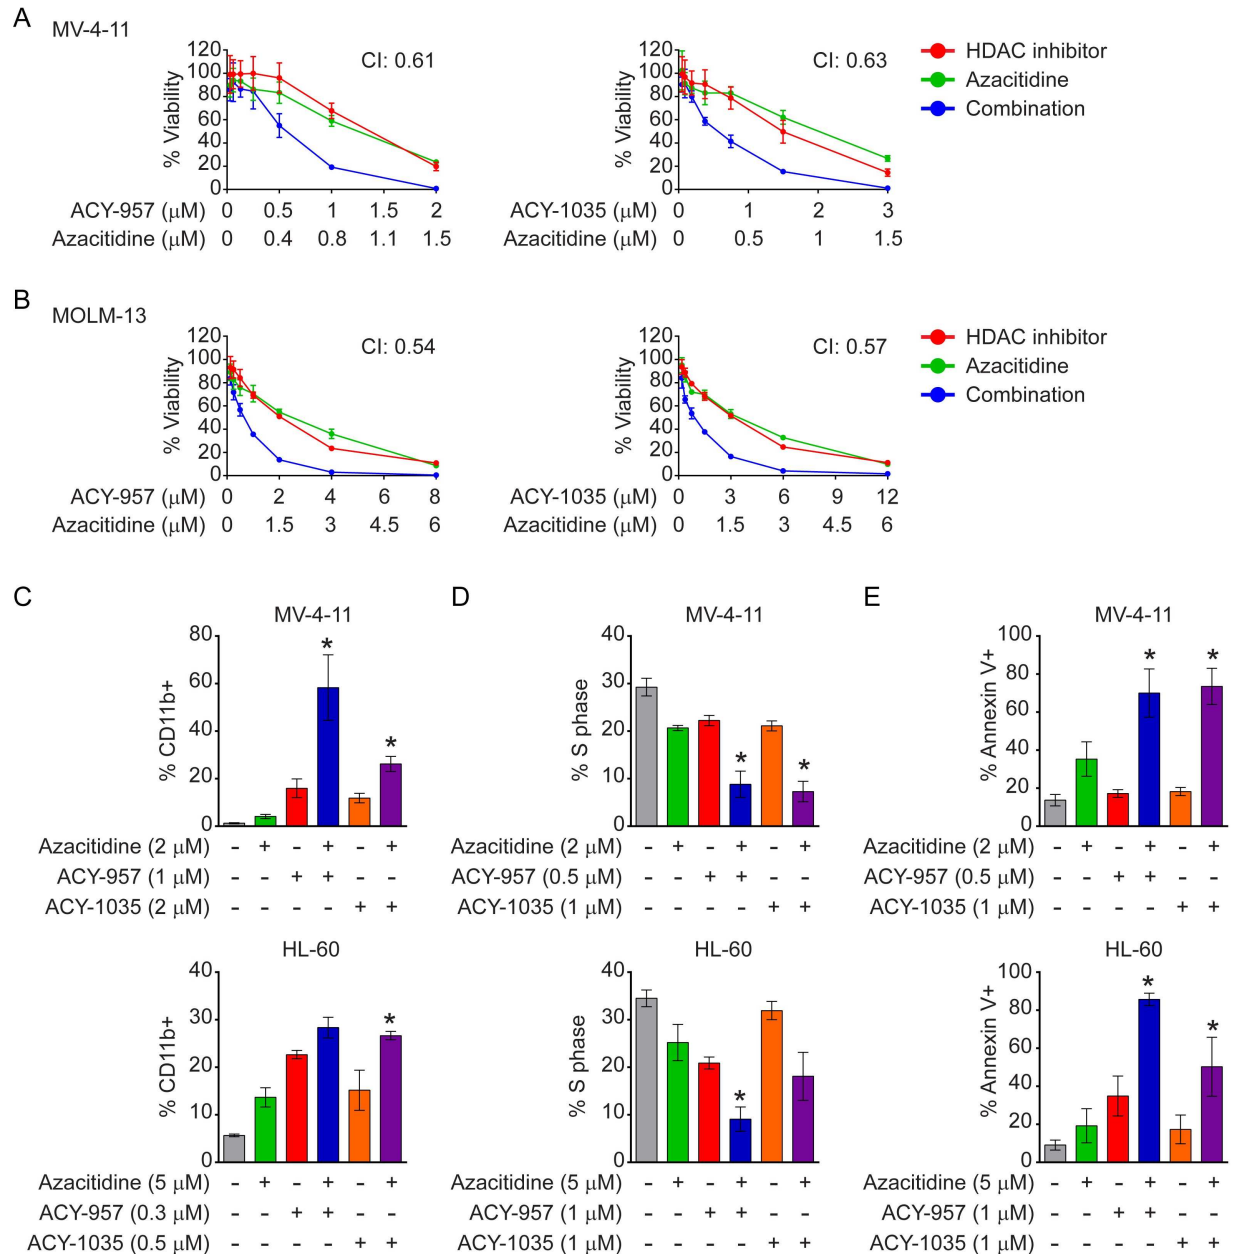 A
MV-4-11
CI: 0.61
% Viability
120
100
80
60
40
20
0
ACY-957 (μM) 0 0.5 1 1.5 2
Azacitidine (μM) 0 0.4 0.8 1.1 1.5
CI: 0.63
% Viability
120
100
80
60
40
20
0
ACY-1035 (μM) 0 1 2 3
Azacitidine (μM) 0 0.5 1 1.5
HDAC inhibitor
Azacitidine
Combination
B
MOLM-13
CI: 0.54
% Viability
120
100
80
60
40
20
0
ACY-957 (μM) 0 2 4 6 8
Azacitidine (μM) 0 1.5 3 4.5 6
CI: 0.57
% Viability
120
100
80
60
40
20
0
ACY-1035 (μM) 0 3 6 9 12
Azacitidine (μM) 0 1.5 3 4.5 6
HDAC inhibitor
Azacitidine
Combination
C
MV-4-11
% CD11b+
80
60
40
20
0
* *
Azacitidine (2 μM) - + - + - +
ACY-957 (1 μM) - - + + - -
ACY-1035 (2 μM) - - - - + +
HL-60
% CD11b+
40
30
20
10
0
*
Azacitidine (5 μM) - + - + - +
ACY-957 (0.3 μM) - - + + - -
ACY-1035 (0.5 μM) - - - - + +
D
MV-4-11
% S phase
40
30
20
10
0
* *
Azacitidine (2 μM) - + - + - +
ACY-957 (0.5 μM) - - + + - -
ACY-1035 (1 μM) - - - - + +
HL-60
% S phase
40
30
20
10
0
*
Azacitidine (5 μM) - + - + - +
ACY-957 (1 μM) - - + + - -
ACY-1035 (1 μM) - - - - + +
E
MV-4-11
% Annexin V+
100
80
60
40
20
0
* *
Azacitidine (2 μM) - + - + - +
ACY-957 (0.5 μM) - - + + - -
ACY-1035 (1 μM) - - - - + +
HL-60
% Annexin V+
100
80
60
40
20
0
* *
Azacitidine (5 μM) - + - + - +
ACY-957 (1 μM) - - + + - -
ACY-1035 (1 μM) - - - - + +